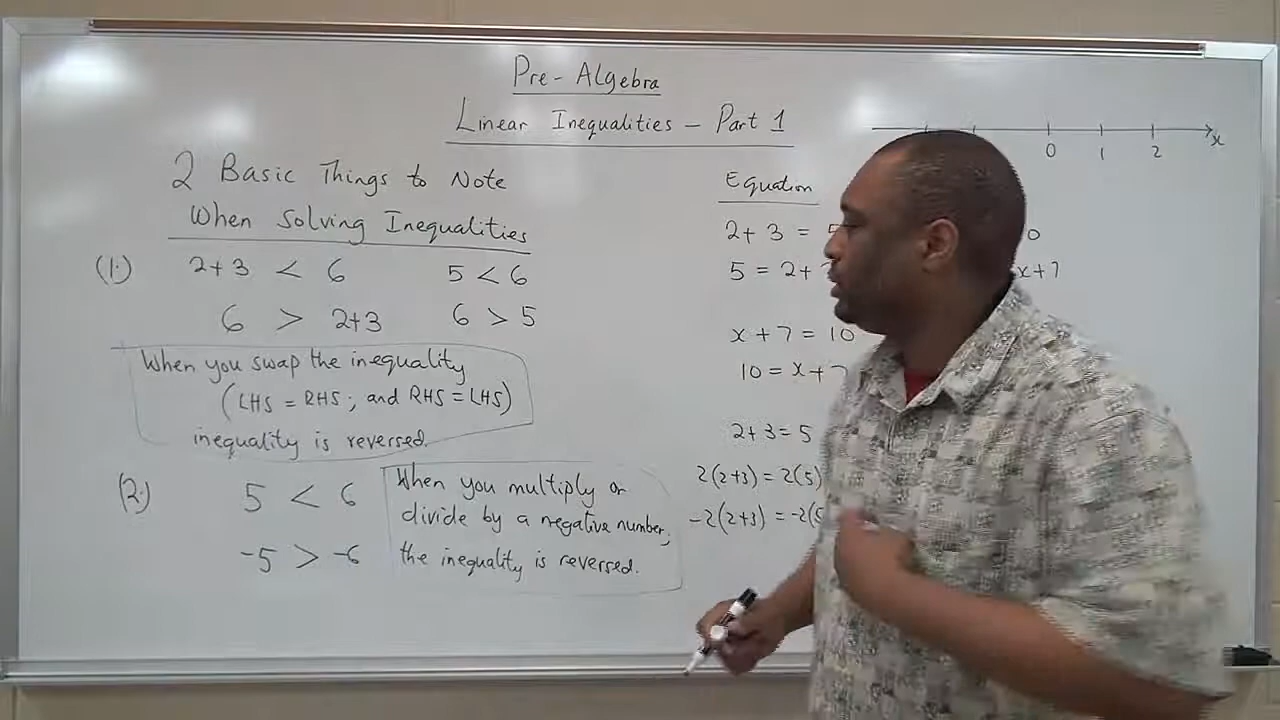 Pre-Algebra
Linear Inequalities - Part 1
2 Basic Things to Note
When Solving Inequalities
(1.) 2+3 < 6 5 < 6
6 > 2+3 6 > 5
When you swap the inequality
(LHS = RHS; and RHS = LHS)
inequality is reversed.
(2.) 5 < 6
-5 > -6
When you multiply or
divide by a negative number,
the inequality is reversed.
0 1 2 x
Equation
2+3 =
5 = 2+
x + 7 = 10
10 = x + 7
2+3 = 5
2(2+3) = 2(5)
-2(2+3) = -2(5
0
x+7